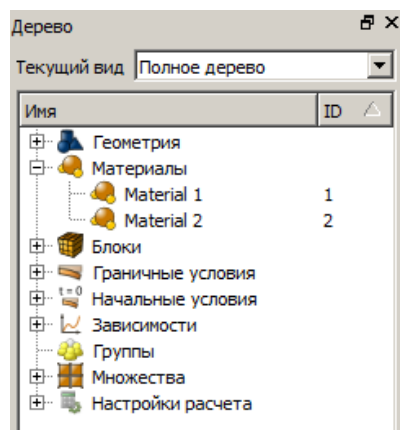 Дерево
Текущий вид Полное дерево
Имя ID
Геометрия
Материалы
Material 1 1
Material 2 2
Блоки
Граничные условия
t=0 Начальные условия
Зависимости
Группы
Множества
Настройки расчета